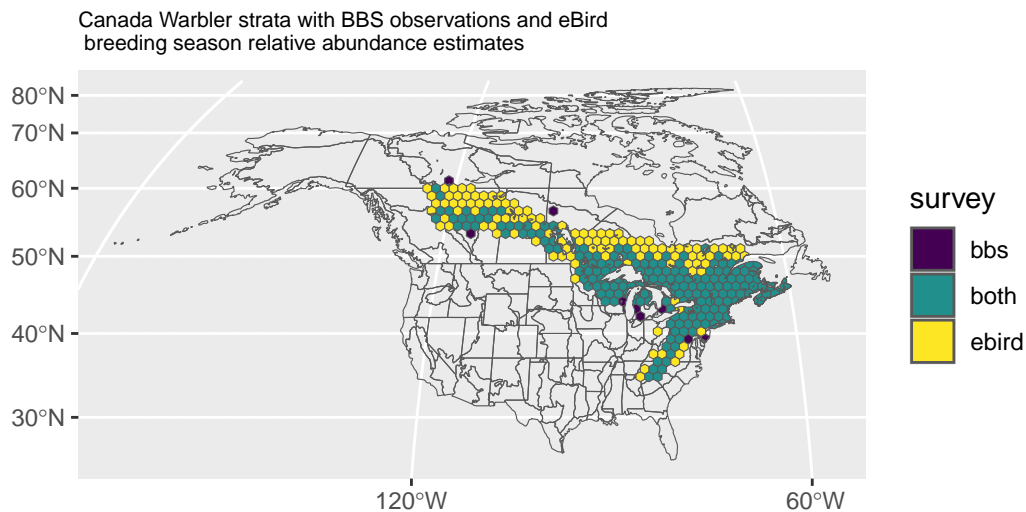 Canada Warbler strata with BBS observations and eBird
breeding season relative abundance estimates
80°N
70°N
60°N
50°N
40°N
30°N
120°W
60°W
survey
bbs
both
ebird